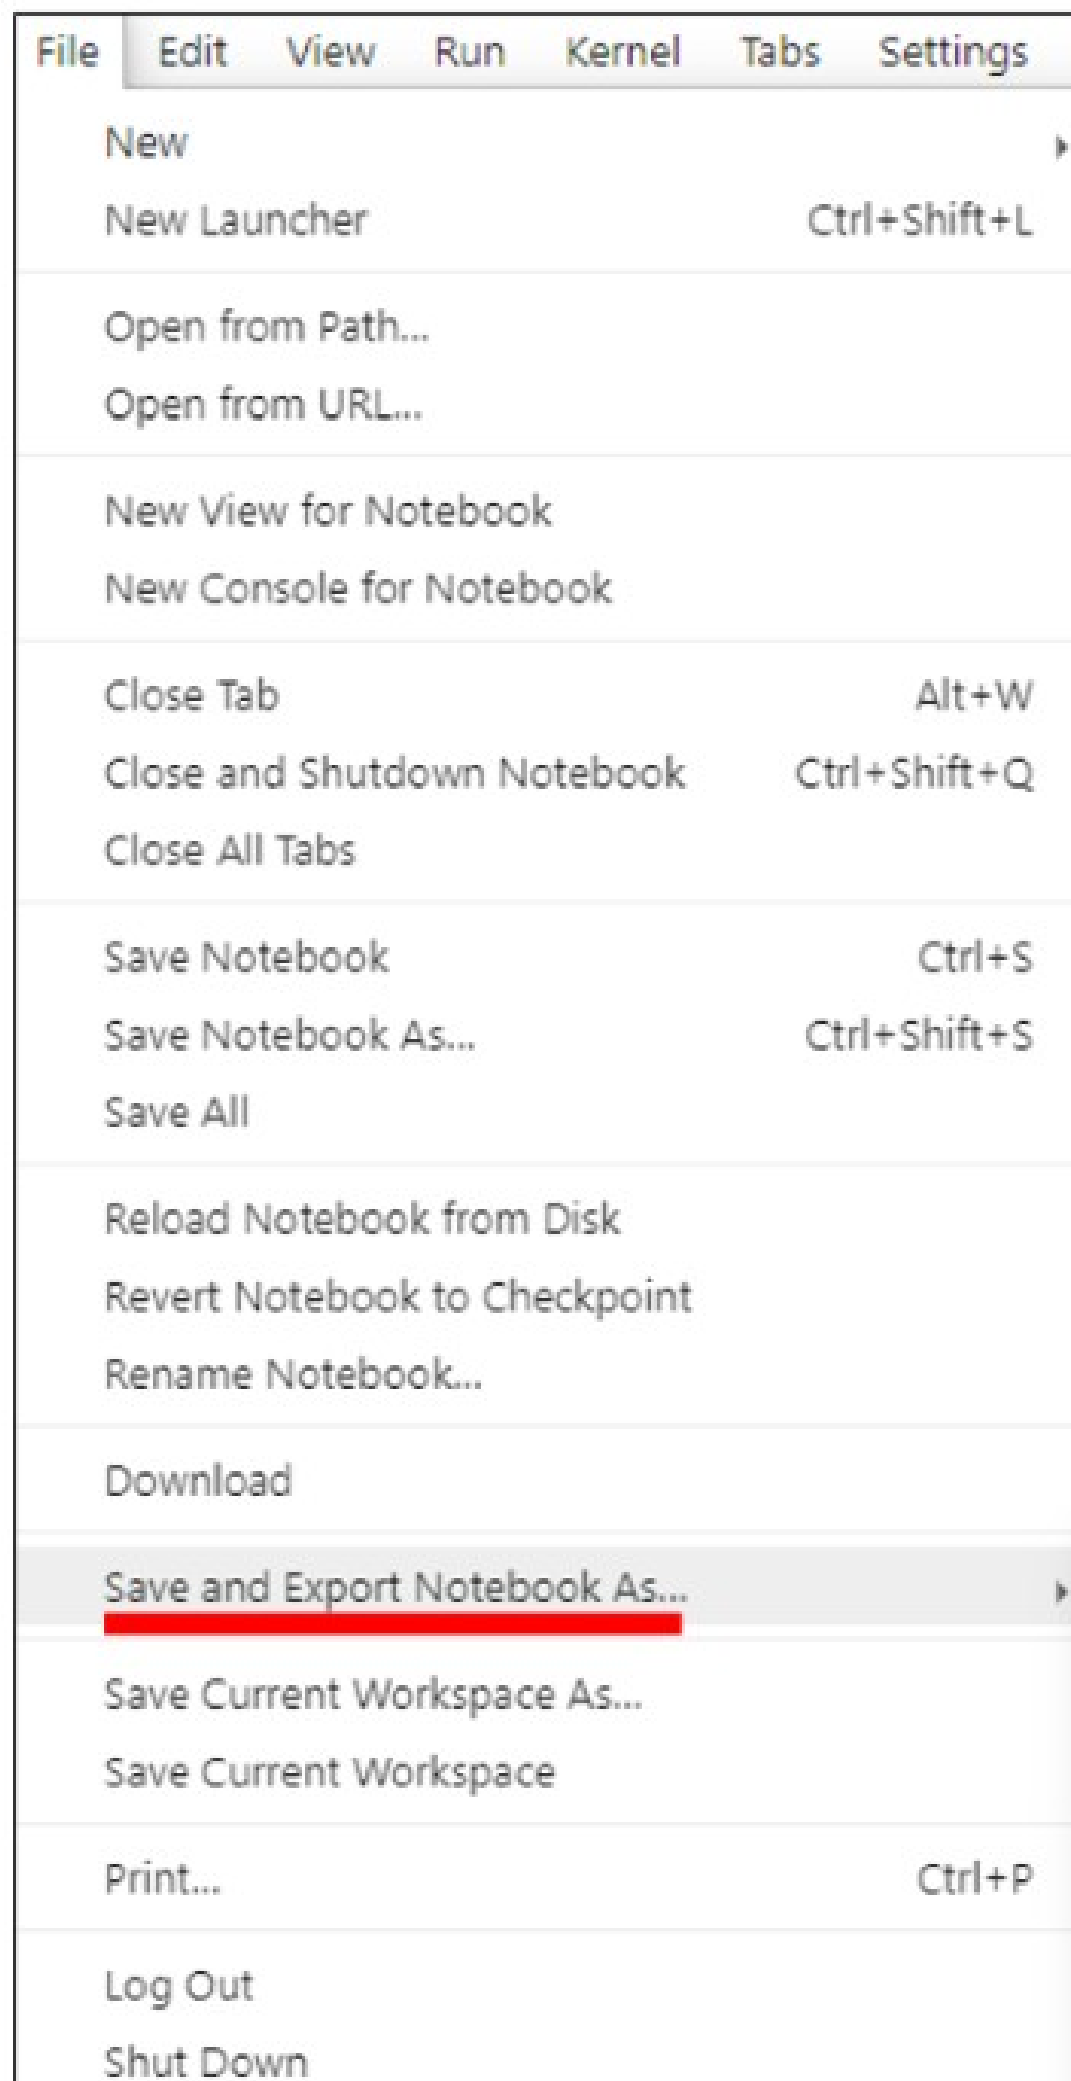 File Edit View Run Kernel Tabs Settings
New
New Launcher Ctrl+Shift+L
Open from Path...
Open from URL...
New View for Notebook
New Console for Notebook
Close Tab Alt+W
Close and Shutdown Notebook Ctrl+Shift+Q
Close All Tabs
Save Notebook Ctrl+S
Save Notebook As... Ctrl+Shift+S
Save All
Reload Notebook from Disk
Revert Notebook to Checkpoint
Rename Notebook...
Download
Save and Export Notebook As...
Save Current Workspace As...
Save Current Workspace
Print... Ctrl+P
Log Out
Shut Down